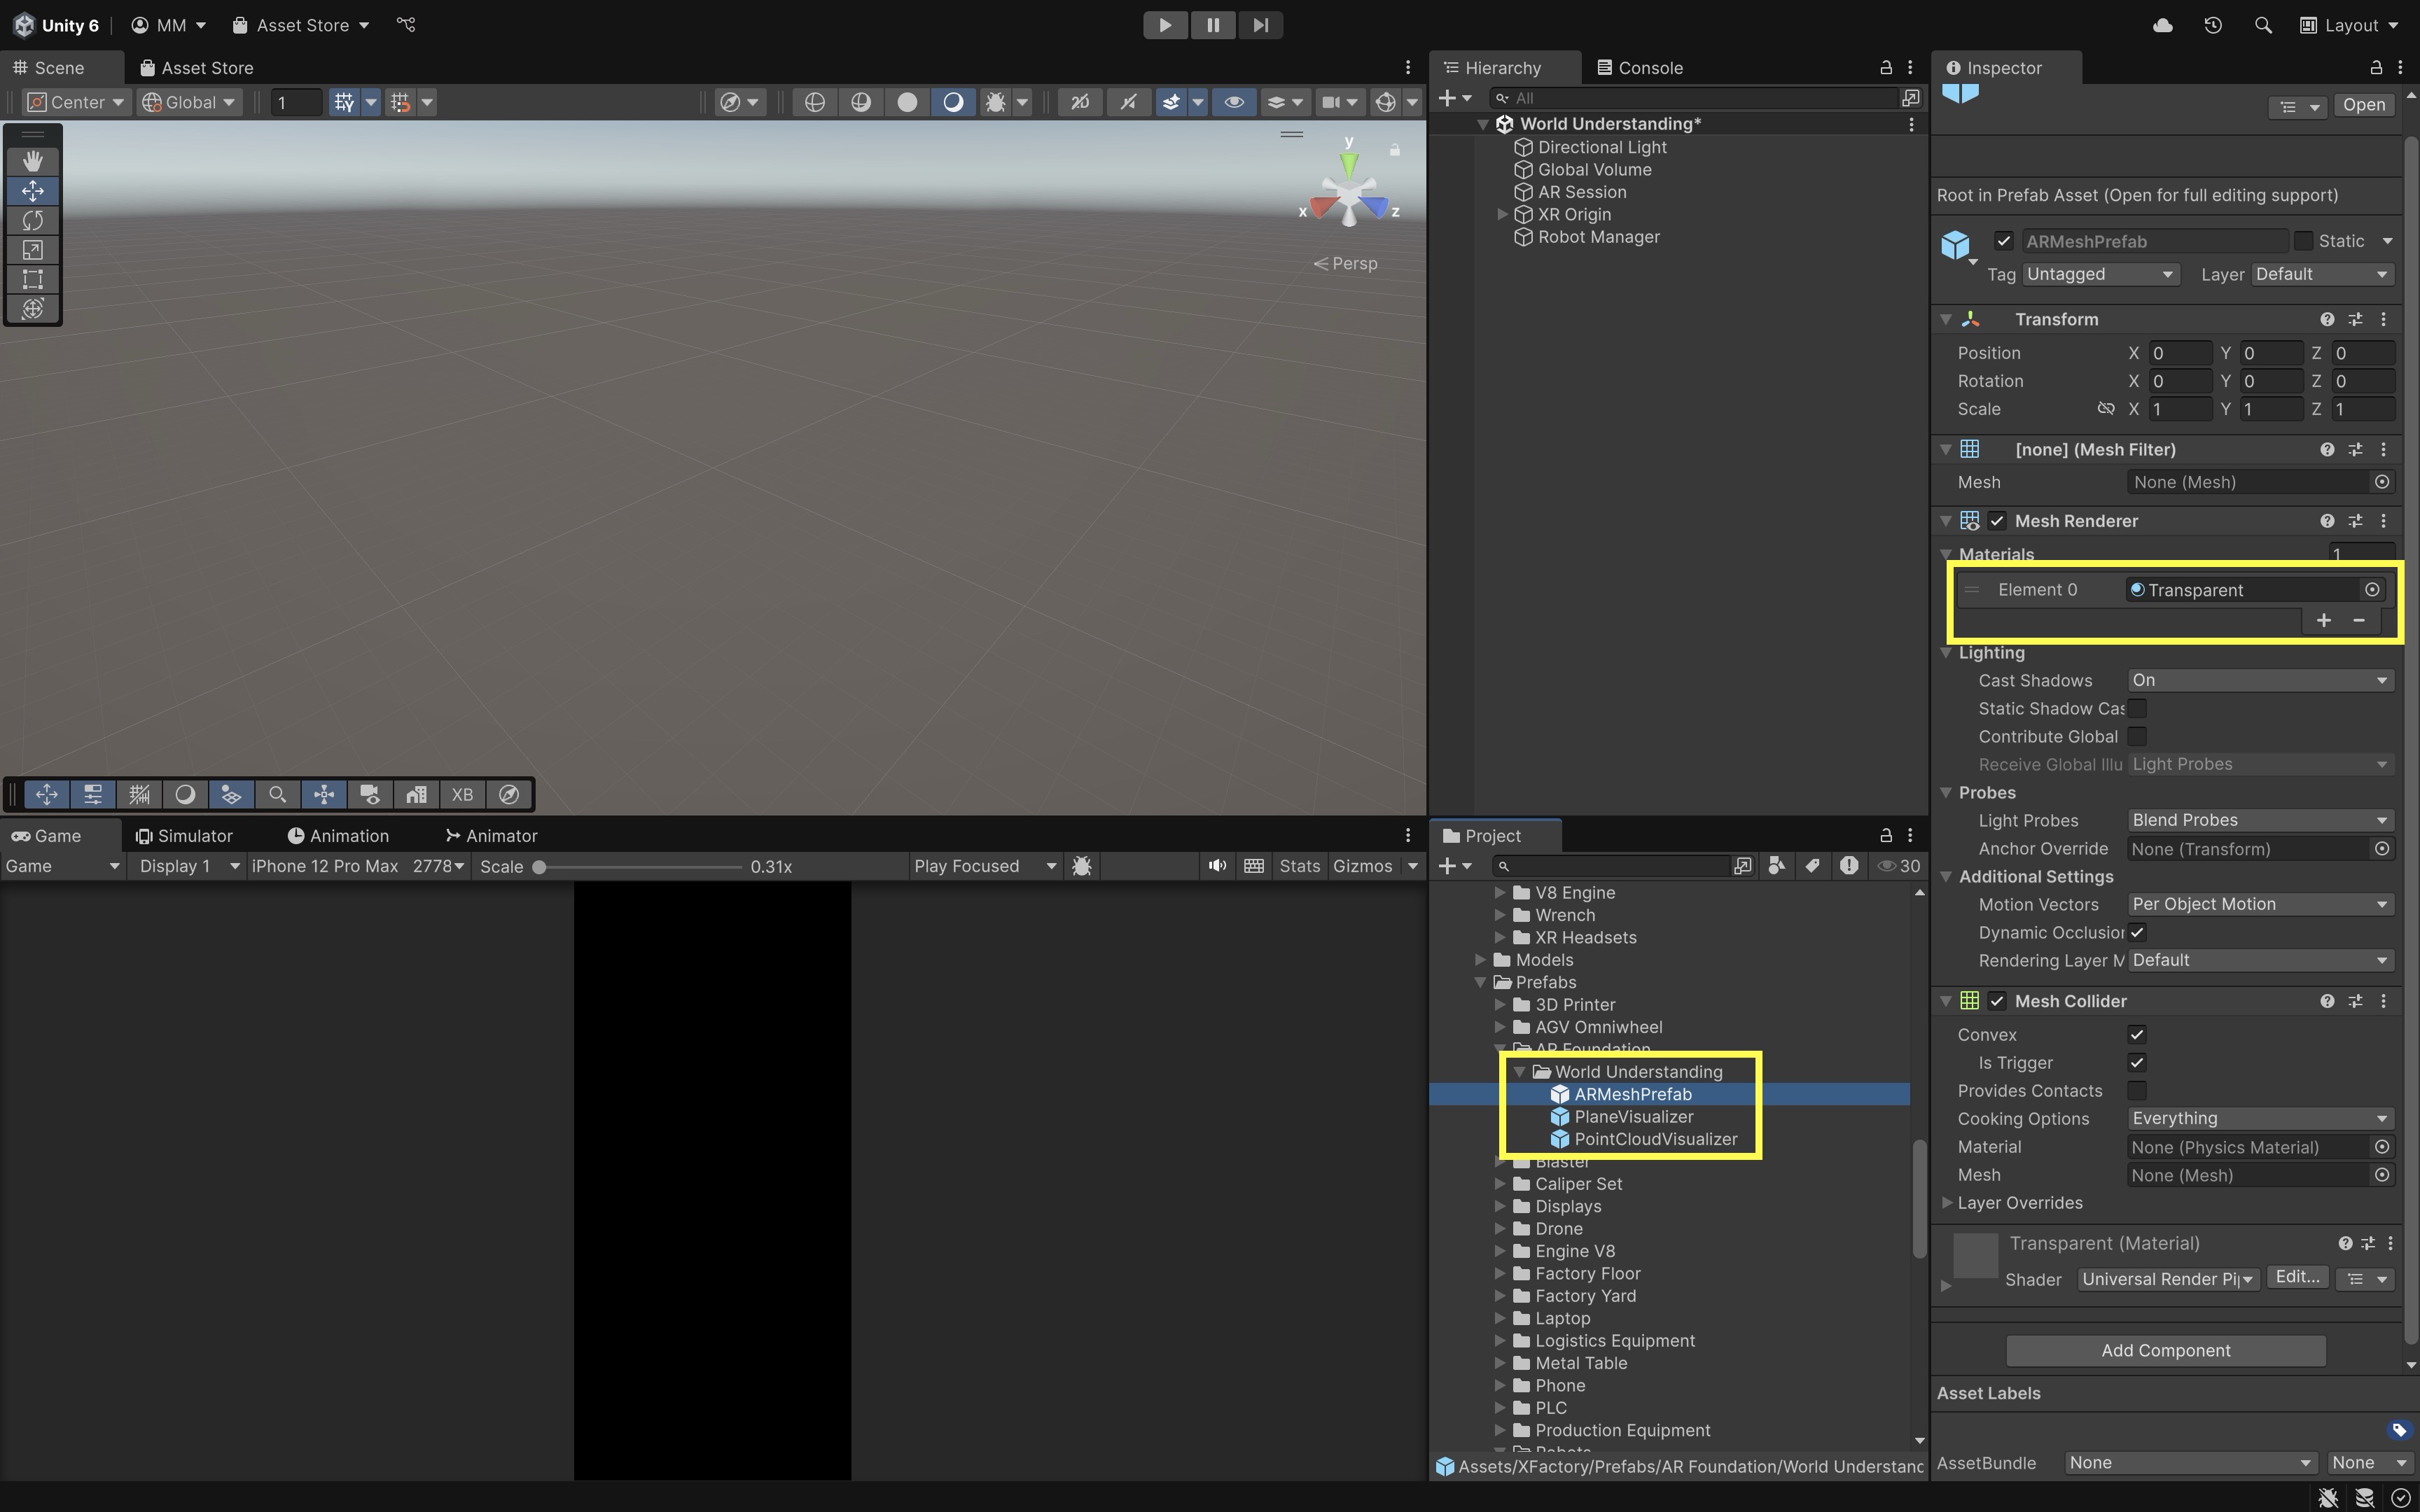 Unity 6 MM Asset Store Layout
Scene Asset Store
Center Global 1 2D
y
x z
Persp
XB
Game Simulator Animation Animator
Game Display 1 iPhone 12 Pro Max 2778 Scale 0.31x Play Focused Stats Gizmos
Hierarchy Console
All
World Understanding*
Directional Light
Global Volume
AR Session
XR Origin
Robot Manager
Project
30
V8 Engine
Wrench
XR Headsets
Models
Prefabs
3D Printer
AGV Omniwheel
AR Foundation
World Understanding
ARMeshPrefab
PlaneVisualizer
PointCloudVisualizer
Blaster
Caliper Set
Displays
Drone
Engine V8
Factory Floor
Factory Yard
Laptop
Logistics Equipment
Metal Table
Phone
PLC
Production Equipment
Robots
Assets/XFactory/Prefabs/AR Foundation/World Understanc
Inspector
Open
Root in Prefab Asset (Open for full editing support)
ARMeshPrefab Static
Tag Untagged Layer Default
Transform
Position X 0 Y 0 Z 0
Rotation X 0 Y 0 Z 0
Scale X 1 Y 1 Z 1
[none] (Mesh Filter)
Mesh None (Mesh)
Mesh Renderer
Materials 1
Element 0 Transparent
+ −
Lighting
Cast Shadows On
Static Shadow Cas
Contribute Global
Receive Global Illu Light Probes
Probes
Light Probes Blend Probes
Anchor Override None (Transform)
Additional Settings
Motion Vectors Per Object Motion
Dynamic Occlusion
Rendering Layer M Default
Mesh Collider
Convex
Is Trigger
Provides Contacts
Cooking Options Everything
Material None (Physics Material)
Mesh None (Mesh)
Layer Overrides
Transparent (Material)
Shader Universal Render Pi Edit...
Add Component
Asset Labels
AssetBundle None None